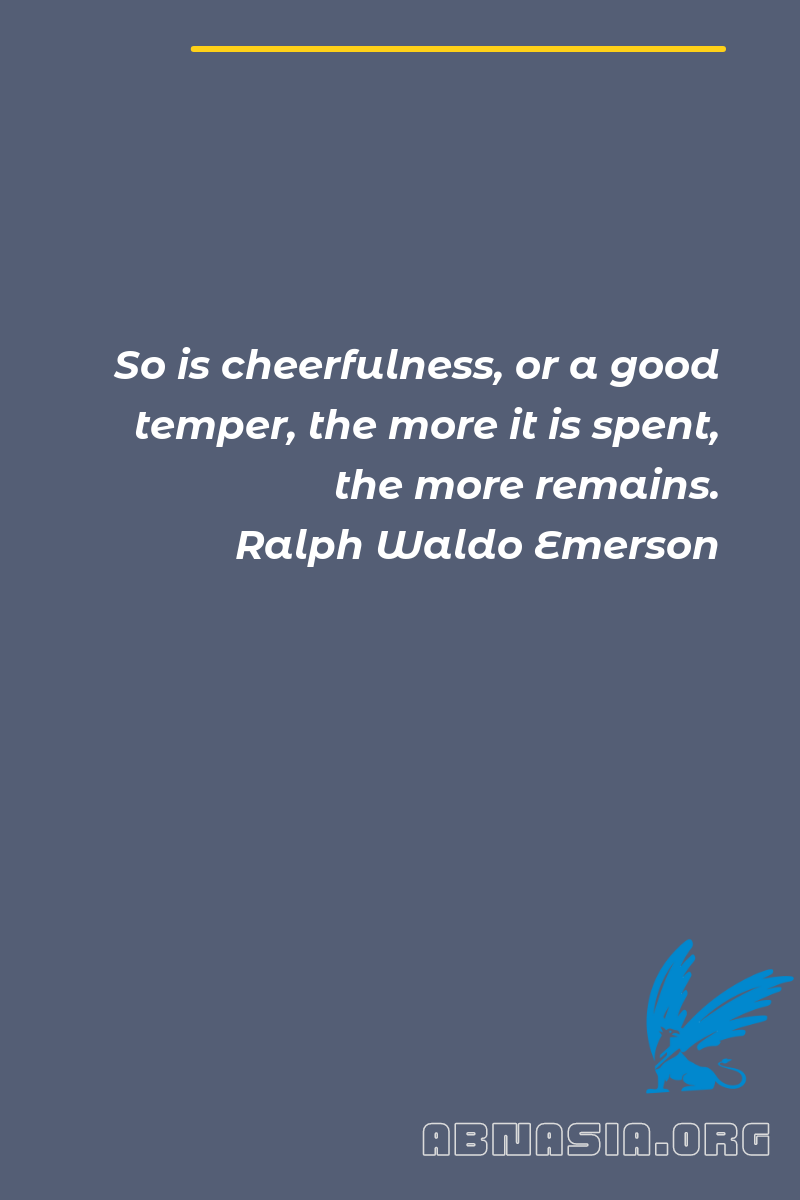 So is cheerfulness, or a good
temper, the more it is spent,
the more remains.
Ralph Waldo Emerson
ABNASIA.ORG